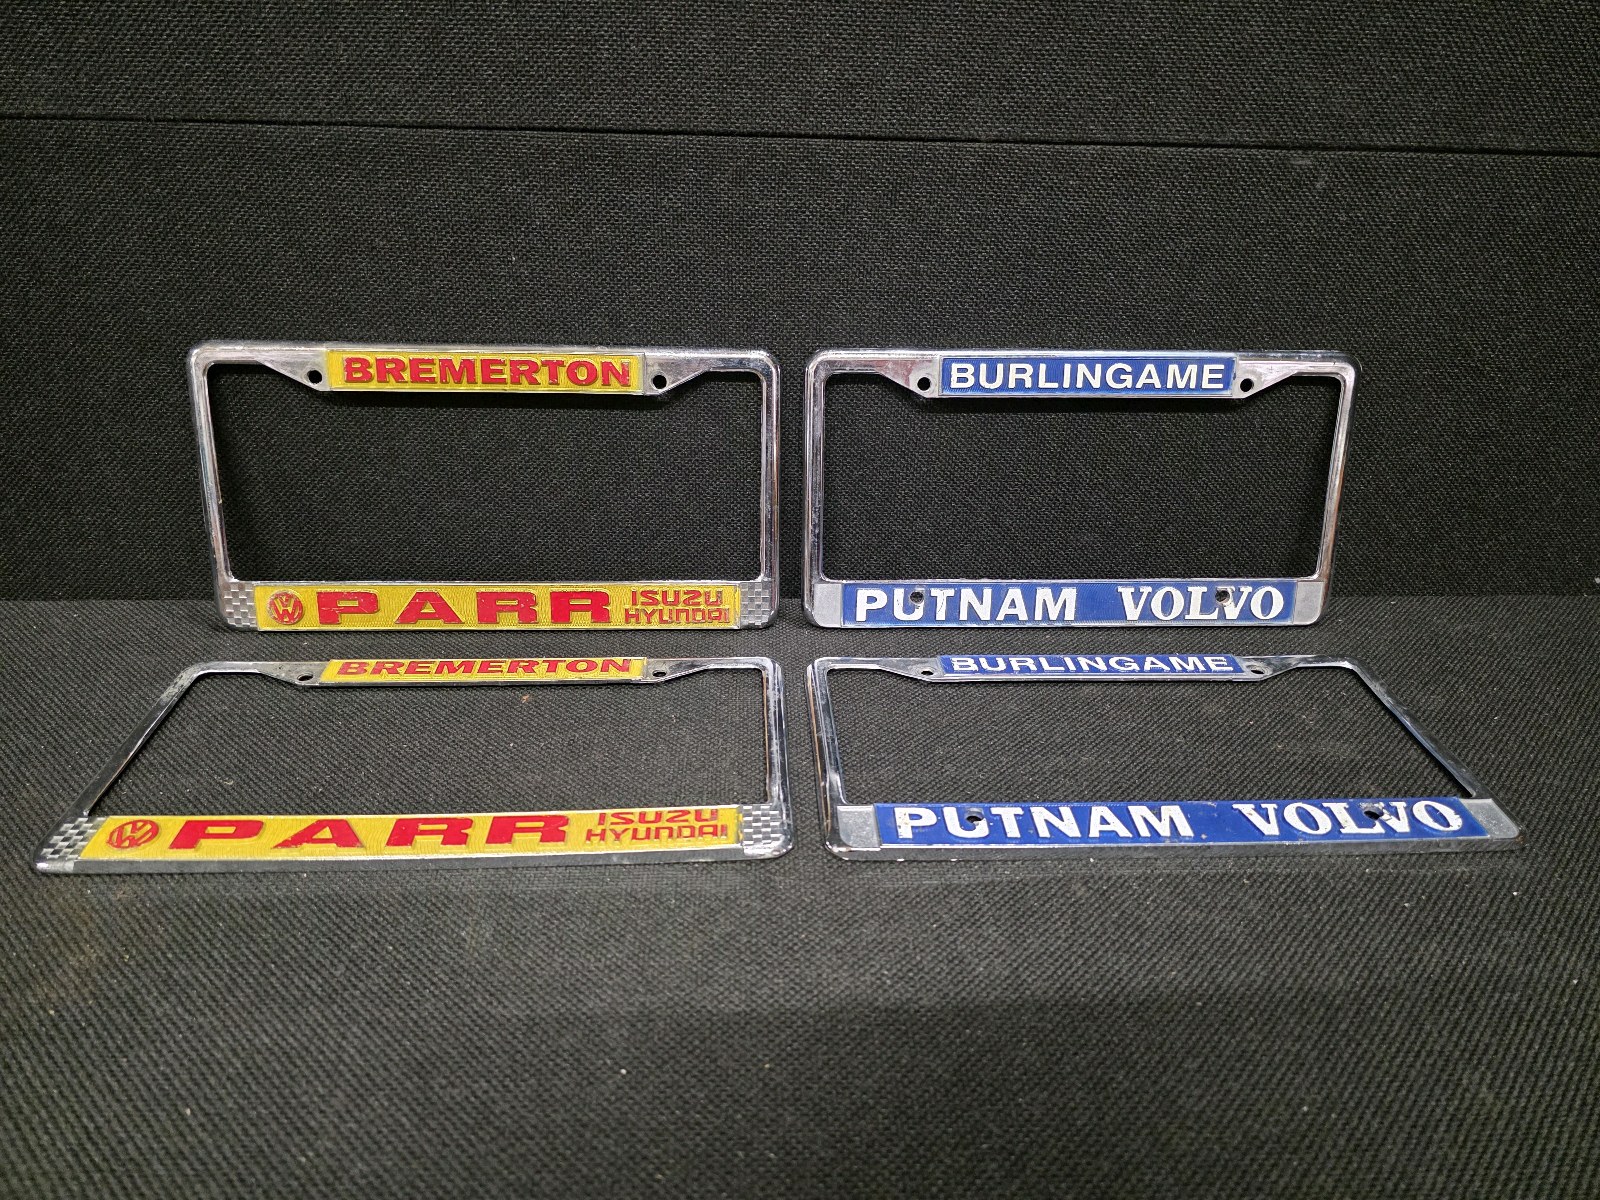 BREMERTON
PARR ISUZU
HYUNDAI
BURLINGAME
PUTNAM VOLVO
BREMERTON
PARR ISUZU
HYUNDAI
BURLINGAME
PUTNAM VOLVO